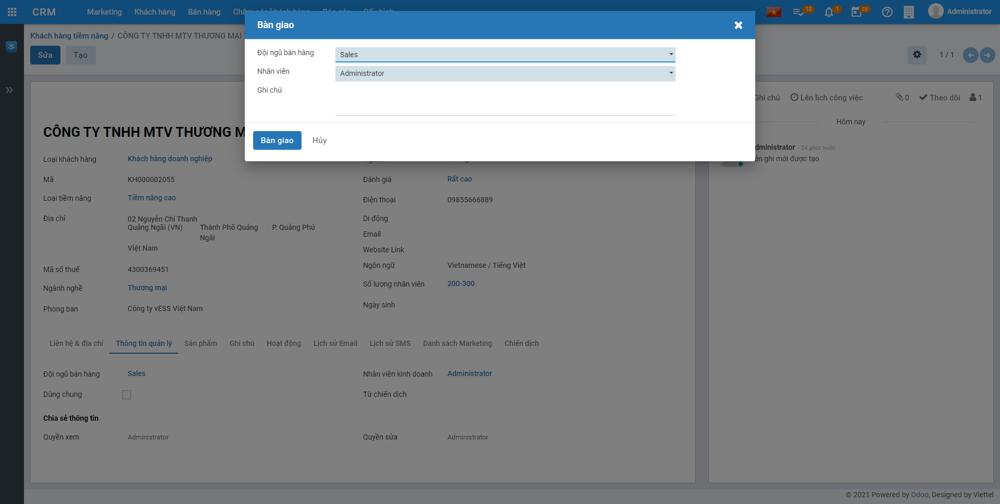 CRM Marketing Khách hàng Bán hàng 10 1 23 Administrator
Bàn giao
Khách hàng tiềm năng / CÔNG TY TNHH MTV THƯƠNG MẠI
Sửa Tạo 1 / 1
Đội ngũ bán hàng Sales
Nhân viên Administrator
Ghi chú
Bàn giao Hủy
Ghi chú Lên lịch công việc 0 Theo dõi 1
Hôm nay
CÔNG TY TNHH MTV THƯƠNG
dministrator - 24 phút trước
ản ghi mới được tạo
Loại khách hàng Khách hàng doanh nghiệp
Mã KH000002055 Đánh giá Rất cao
Loại tiềm năng Tiềm năng cao Điện thoại 09855666889
Địa chỉ 02 Nguyễn Chí Thanh Di động
Quảng Ngãi (VN) Thành Phố Quảng Ngãi P. Quảng Phú
Email
Việt Nam Website Link
Mã số thuế 4300369451 Ngôn ngữ Vietnamese / Tiếng Việt
Ngành nghề Thương mại Số lượng nhân viên 200-300
Phòng ban Công ty vESS Việt Nam Ngày sinh
Liên hệ & địa chỉ Thông tin quản lý Sản phẩm Ghi chú Hoạt động Lịch sử Email Lịch sử SMS Danh sách Marketing Chiến dịch
Đội ngũ bán hàng Sales Nhân viên kinh doanh Administrator
Dùng chung Từ chiến dịch
Chia sẻ thông tin
Quyền xem Administrator Quyền sửa Administrator
© 2021 Powered by Odoo, Designed by Viettel